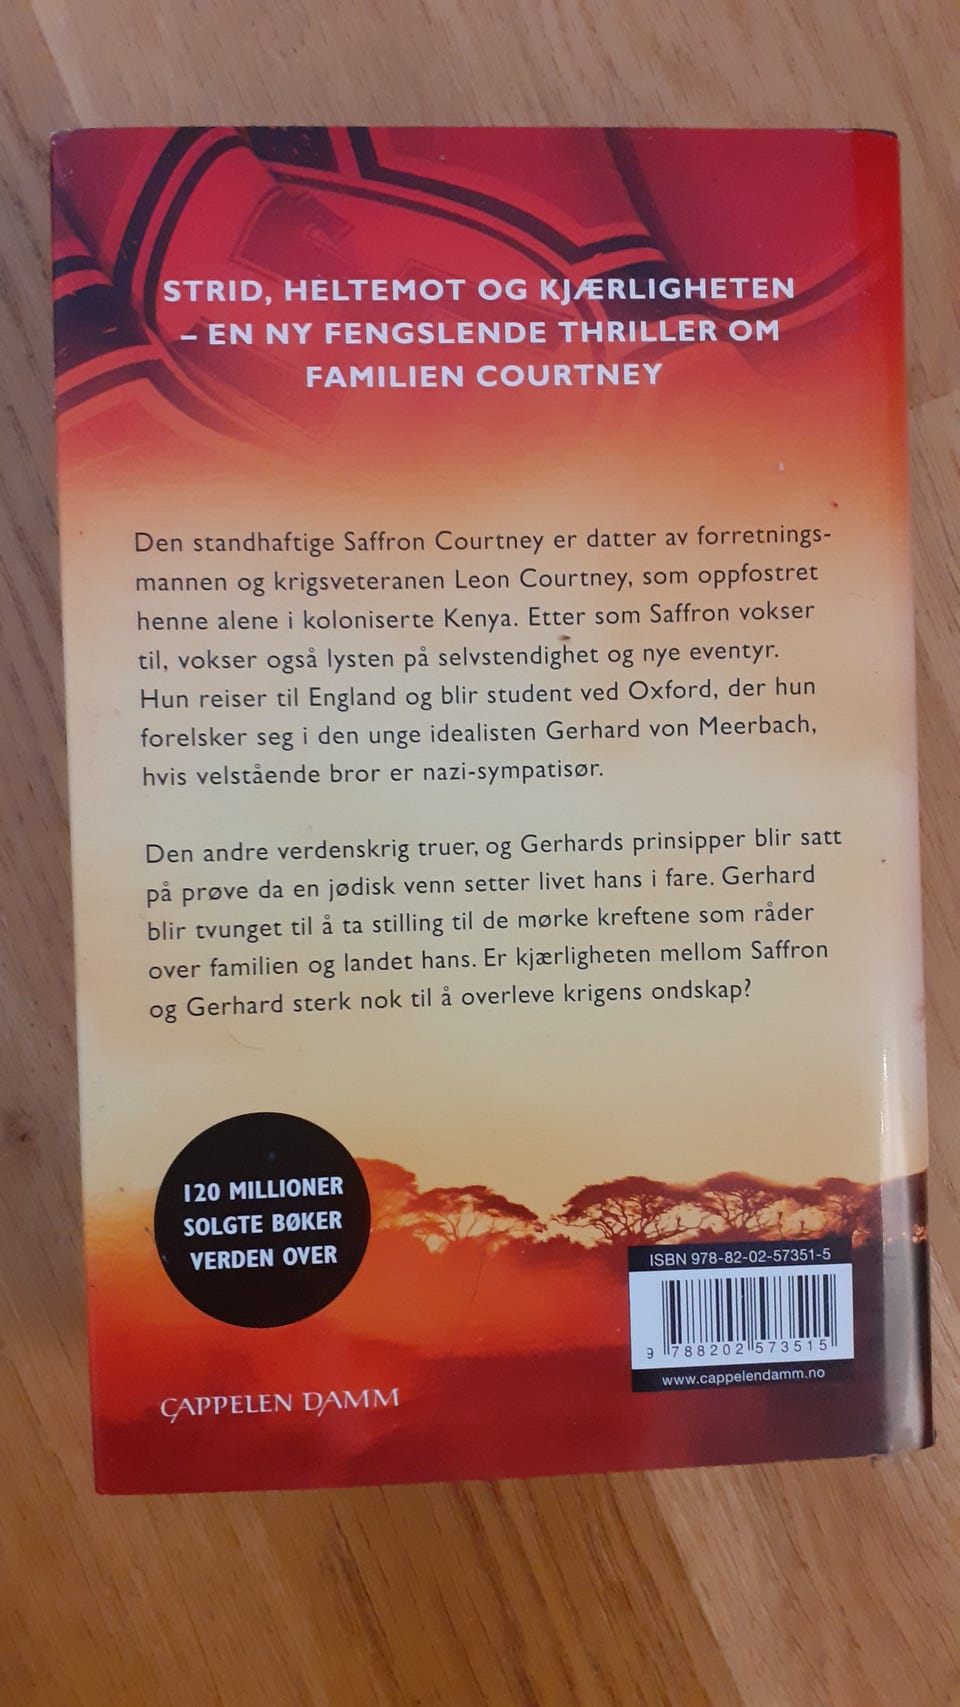 STRID, HELTEMOT OG KJÆRLIGHETEN
– EN NY FENGSLENDE THRILLER OM
FAMILIEN COURTNEY
Den standhaftige Saffron Courtney er datter av forretnings-
mannen og krigsveteranen Leon Courtney, som oppfostret
henne alene i koloniserte Kenya. Etter som Saffron vokser
til, vokser også lysten på selvstendighet og nye eventyr.
Hun reiser til England og blir student ved Oxford, der hun
forelsker seg i den unge idealisten Gerhard von Meerbach,
hvis velstående bror er nazi-sympatisør.
Den andre verdenskrig truer, og Gerhards prinsipper blir satt
på prøve da en jødisk venn setter livet hans i fare. Gerhard
blir tvunget til å ta stilling til de mørke kreftene som råder
over familien og landet hans. Er kjærligheten mellom Saffron
og Gerhard sterk nok til å overleve krigens ondskap?
120 MILLIONER
SOLGTE BØKER
VERDEN OVER
ISBN 978-82-02-57351-5
9 788202 573515
www.cappelendamm.no
CAPPELEN DAMM